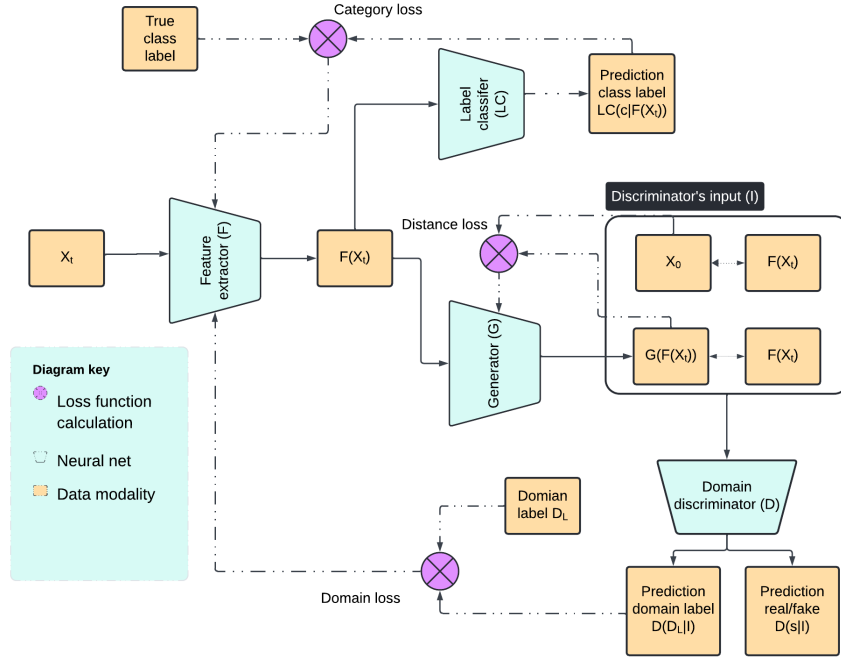 Category loss
True
class
label
Label
classifer
(LC)
Prediction
class label
LC(c|F(Xₜ))
Discriminator's input (I)
Distance loss
Xₜ
Feature
extractor (F)
F(Xₜ)
X₀
F(Xₜ)
Generator (G)
G(F(Xₜ))
F(Xₜ)
Diagram key
Loss function
calculation
Neural net
Data modality
Domian
label D_L
Domain
discriminator (D)
Domain loss
Prediction
domain label
D(D_L|I)
Prediction
real/fake
D(s|I)